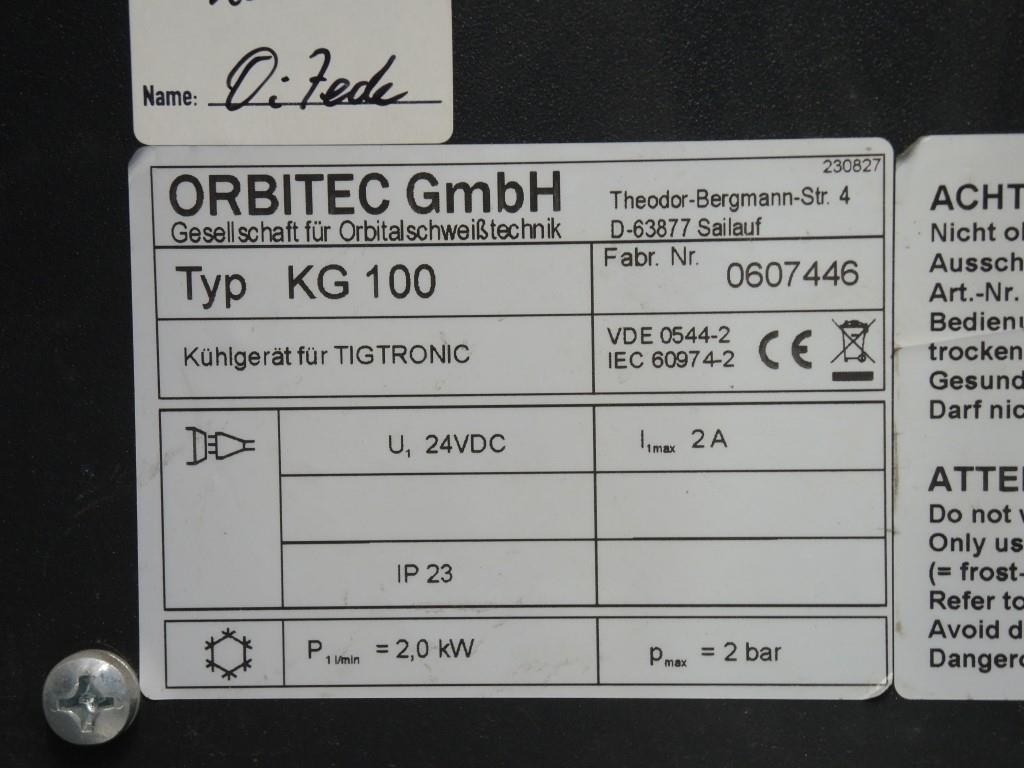 Name:
230827
ORBITEC GmbH
Gesellschaft für Orbitalschweißtechnik
Theodor-Bergmann-Str. 4
D-63877 Sailauf
Typ KG 100
Fabr. Nr. 0607446
Kühlgerät für TIGTRONIC
VDE 0544-2
IEC 60974-2
CE
U₁ 24VDC
I₁max 2 A
IP 23
P₁ l/min = 2,0 kW
pmax = 2 bar
ACHT
Nicht
Aussch
Art.-Nr.
Bedien
trocken
Gesund
Darf nic
ATTE
Do not
Only us
(= frost-
Refer to
Avoid d
Danger